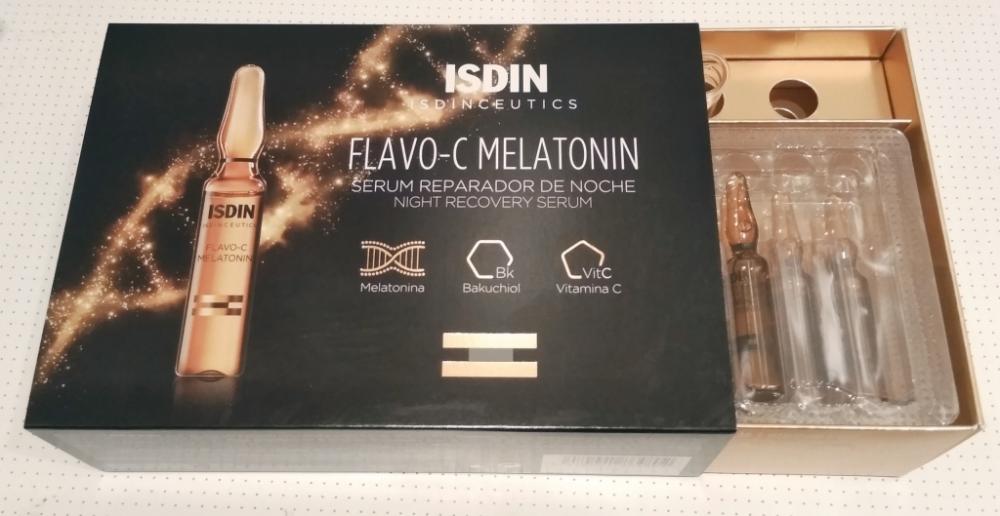 ISDIN
ISDINCEUTICS
FLAVO-C MELATONIN
SERUM REPARADOR DE NOCHE
NIGHT RECOVERY SERUM
Melatonina
Bk
Bakuchiol
VitC
Vitamina C
ISDIN
ISDINCEUTICS
FLAVO-C
MELATONIN